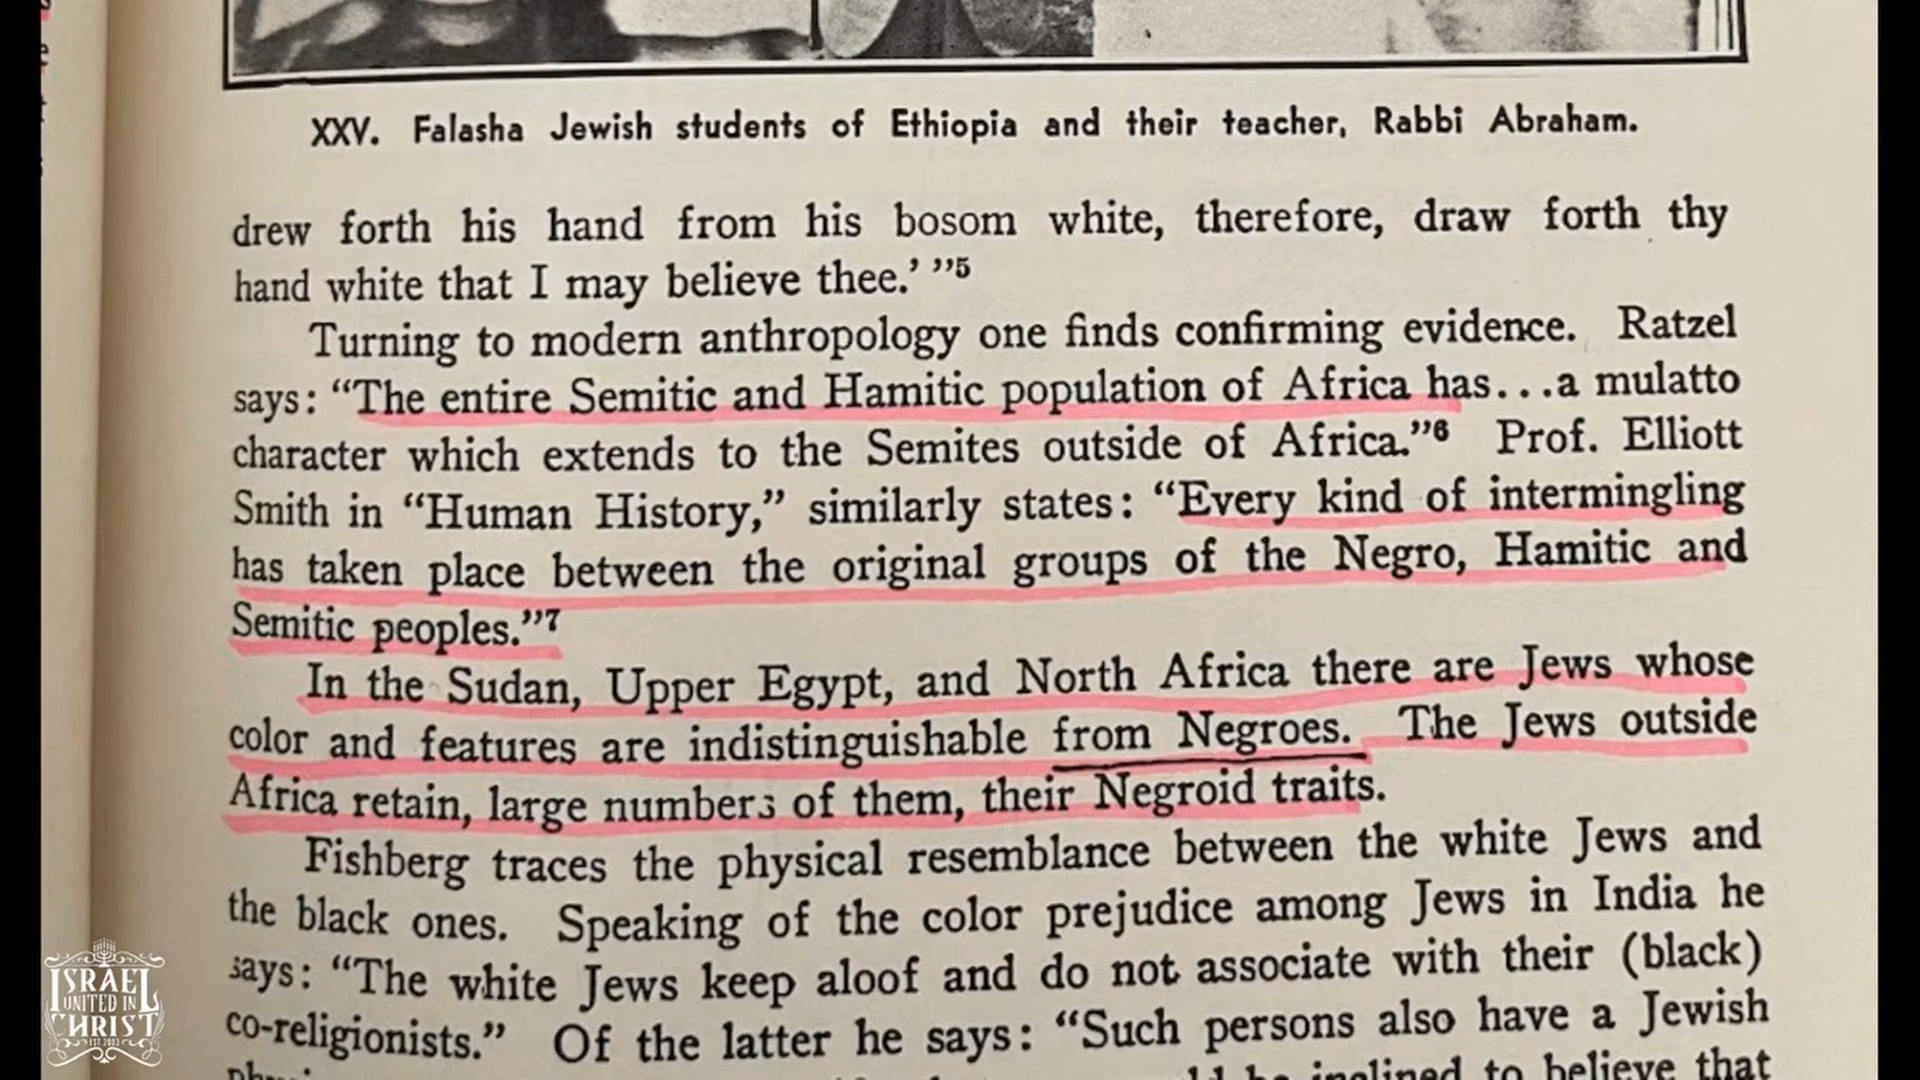 XXV. Falasha Jewish students of Ethiopia and their teacher, Rabbi Abraham.
drew forth his hand from his bosom white, therefore, draw forth thy
hand white that I may believe thee.’ ”5
Turning to modern anthropology one finds confirming evidence. Ratzel
says: “The entire Semitic and Hamitic population of Africa has...a mulatto
character which extends to the Semites outside of Africa.”6 Prof. Elliott
Smith in “Human History,” similarly states: “Every kind of intermingling
has taken place between the original groups of the Negro, Hamitic and
Semitic peoples.”7
In the Sudan, Upper Egypt, and North Africa there are Jews whose
color and features are indistinguishable from Negroes. The Jews outside
Africa retain, large numbers of them, their Negroid traits.
Fishberg traces the physical resemblance between the white Jews and
the black ones. Speaking of the color prejudice among Jews in India he
says: “The white Jews keep aloof and do not associate with their (black)
co-religionists.” Of the latter he says: “Such persons also have a Jewish
inclined to believe that
ISRAEL
UNITED IN
CHRIST
EST. 2003